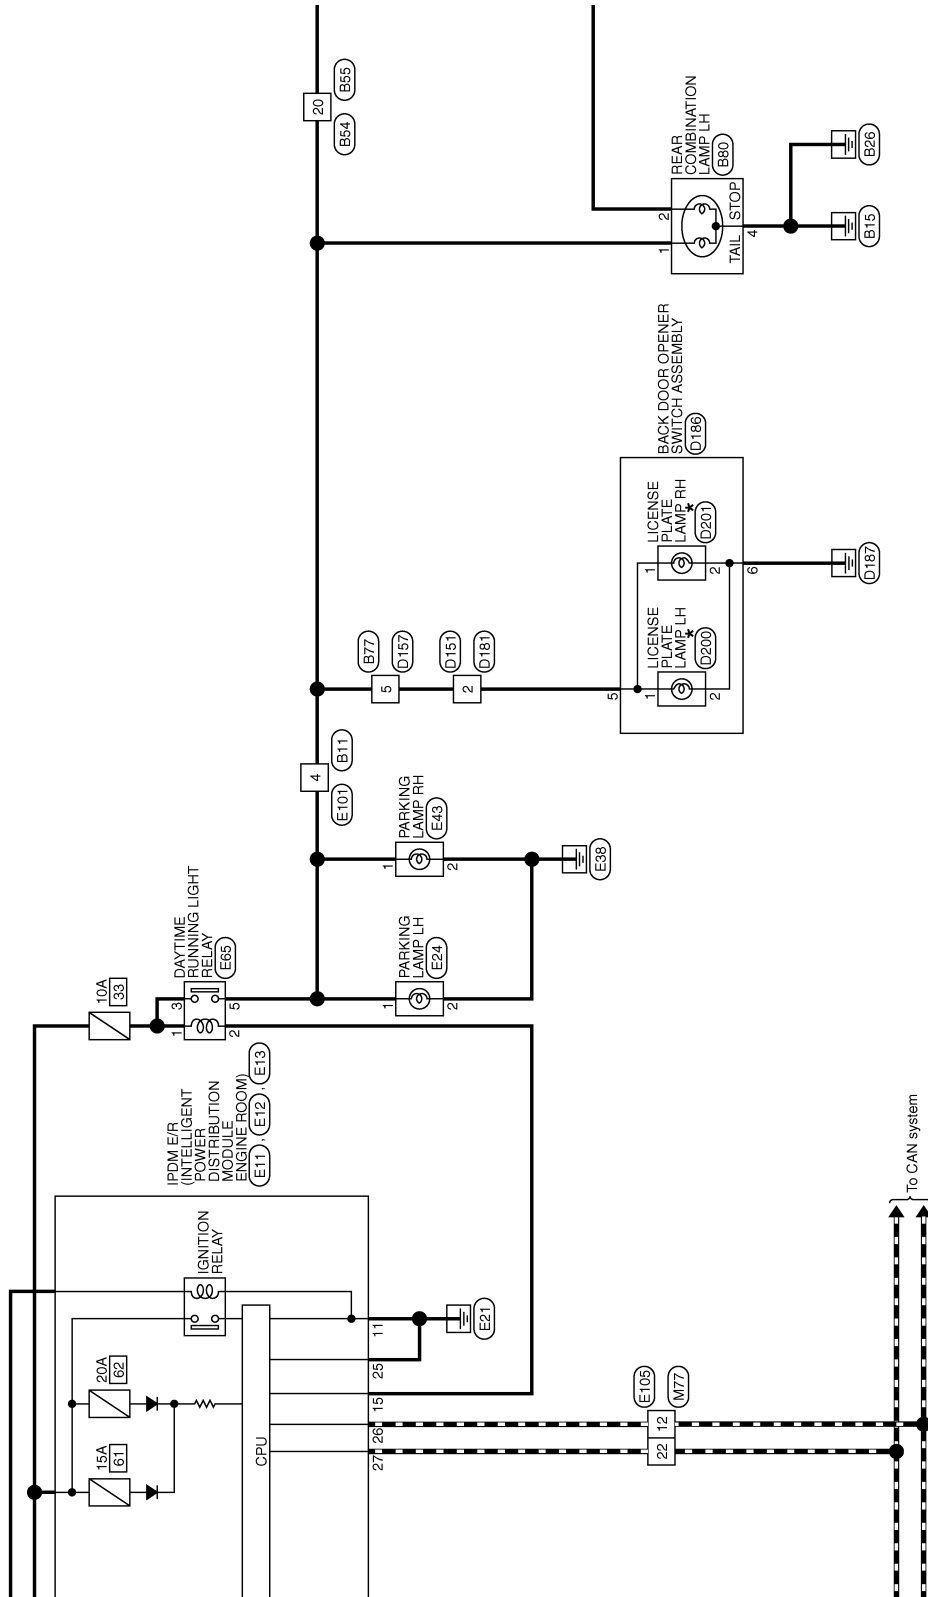 20
B55
B54
REAR
COMBINATION
LAMP LH
B80
2
1
STOP
TAIL
4
B26
B15
BACK DOOR OPENER
SWITCH ASSEMBLY
D186
LICENSE
PLATE
LAMP RH
*
D201
1
2
6
D187
LICENSE
PLATE
LAMP LH
*
D200
1
2
5
B77
D157
5
D151
D181
2
4
B11
E101
PARKING
LAMP RH
E43
1
2
E38
PARKING
LAMP LH
E24
1
2
DAYTIME
RUNNING LIGHT
RELAY
E65
3
5
1
2
10A
33
IPDM E/R
(INTELLIGENT
POWER
DISTRIBUTION
MODULE
ENGINE ROOM)
E11 , E12 , E13
IGNITION
RELAY
20A
62
15A
61
CPU
11
25
15
26
27
E21
E105
M77
12
22
To CAN system